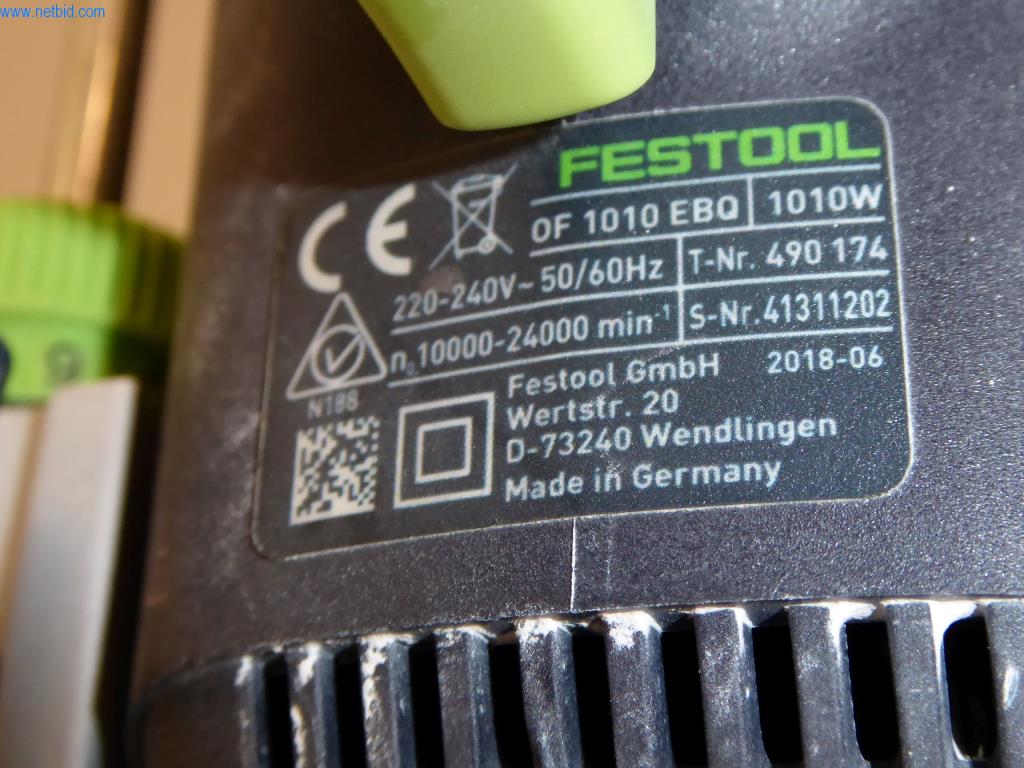 www.netbid.com
FESTOOL
CE
OF 1010 EBQ 1010W
220-240V~ 50/60Hz T-Nr. 490 174
n₀ 10000-24000 min⁻¹ S-Nr. 41311202
N188
Festool GmbH 2018-06
Wertstr. 20
D-73240 Wendlingen
Made in Germany